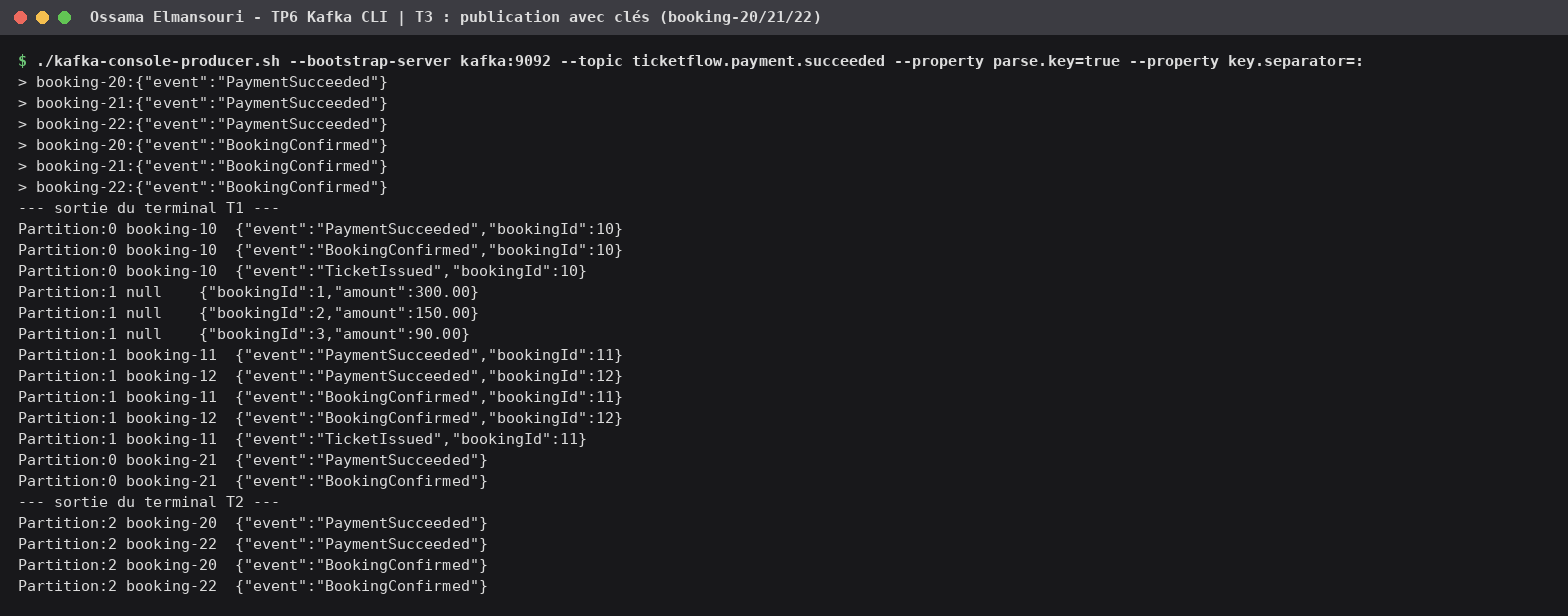 Ossama Elmansouri - TP6 Kafka CLI | T3 : publication avec clés (booking-20/21/22)
$ ./kafka-console-producer.sh --bootstrap-server kafka:9092 --topic ticketflow.payment.succeeded --property parse.key=true --property key.separator=:
> booking-20:{"event":"PaymentSucceeded"}
> booking-21:{"event":"PaymentSucceeded"}
> booking-22:{"event":"PaymentSucceeded"}
> booking-20:{"event":"BookingConfirmed"}
> booking-21:{"event":"BookingConfirmed"}
> booking-22:{"event":"BookingConfirmed"}
--- sortie du terminal T1 ---
Partition:0 booking-10  {"event":"PaymentSucceeded","bookingId":10}
Partition:0 booking-10  {"event":"BookingConfirmed","bookingId":10}
Partition:0 booking-10  {"event":"TicketIssued","bookingId":10}
Partition:1 null    {"bookingId":1,"amount":300.00}
Partition:1 null    {"bookingId":2,"amount":150.00}
Partition:1 null    {"bookingId":3,"amount":90.00}
Partition:1 booking-11  {"event":"PaymentSucceeded","bookingId":11}
Partition:1 booking-12  {"event":"PaymentSucceeded","bookingId":12}
Partition:1 booking-11  {"event":"BookingConfirmed","bookingId":11}
Partition:1 booking-12  {"event":"BookingConfirmed","bookingId":12}
Partition:1 booking-11  {"event":"TicketIssued","bookingId":11}
Partition:0 booking-21  {"event":"PaymentSucceeded"}
Partition:0 booking-21  {"event":"BookingConfirmed"}
--- sortie du terminal T2 ---
Partition:2 booking-20  {"event":"PaymentSucceeded"}
Partition:2 booking-22  {"event":"PaymentSucceeded"}
Partition:2 booking-20  {"event":"BookingConfirmed"}
Partition:2 booking-22  {"event":"BookingConfirmed"}